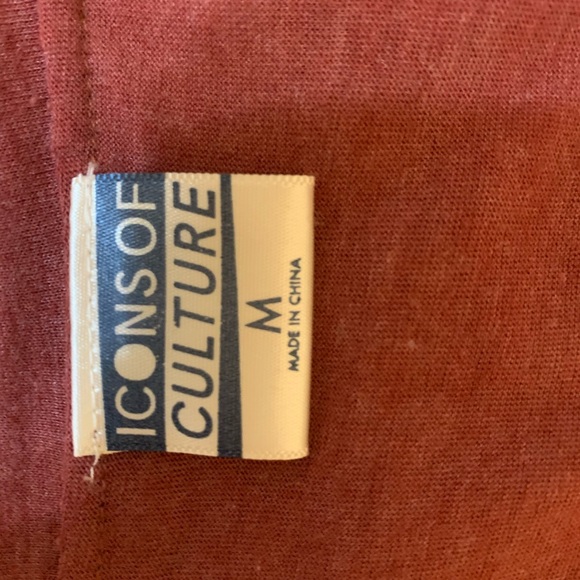 ICONS OF
CULTURE
M
MADE IN CHINA